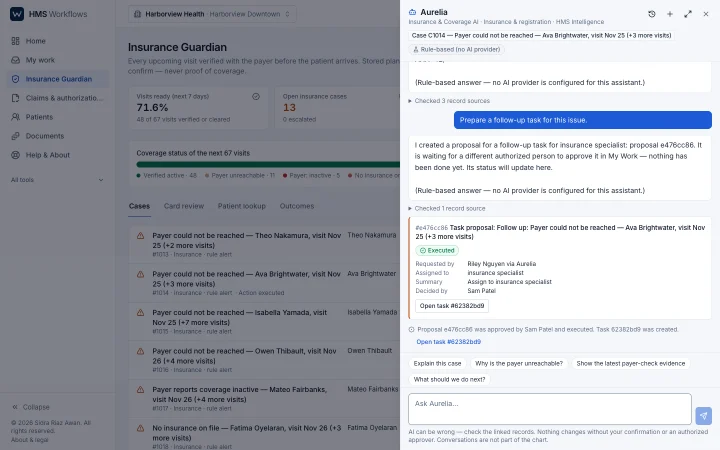 HMS Workflows
Home
My work
Insurance Guardian
Claims & authorizatio...
Patients
Documents
Help & About
All tools
Collapse
© 2026 Sidra Riaz Awan. All
rights reserved.
About & legal
Harborview Health · Harborview Downtown
Insurance Guardian
Every upcoming visit verified with the payer before the patient arrives. Stored plan
confirm — never proof of coverage.
Visits ready (next 7 days)
71.6%
48 of 67 visits verified or cleared
Open insurance cases
13
0 escalated
Coverage status of the next 67 visits
Verified active · 48
Payer unreachable · 11
Payer: inactive · 5
No insurance o
Cases
Card review
Patient lookup
Outcomes
Payer could not be reached — Theo Nakamura, visit Nov
25 (+2 more visits)
#1013 · Insurance · rule alert
Theo Nakamura
Payer could not be reached — Ava Brightwater, visit Nov
25 (+3 more visits)
#1014 · Insurance · rule alert · Action executed
Ava Brightwater
Payer could not be reached — Isabella Yamada, visit
Nov 25 (+7 more visits)
#1015 · Insurance · rule alert
Isabella Yamada
Payer could not be reached — Owen Thibault, visit Nov
26 (+4 more visits)
#1016 · Insurance · rule alert
Owen Thibault
Payer reports coverage inactive — Mateo Fairbanks,
visit Nov 26 (+4 more visits)
#1017 · Insurance · rule alert
Mateo Fairbanks
No insurance on file — Fatima Oyelaran, visit Nov 26 (+3
more visits)
#1018 · Insurance · rule alert
Fatima Oyelaran
Aurelia
Insurance & Coverage AI · Insurance & registration · HMS Intelligence
Case C1014 — Payer could not be reached — Ava Brightwater, visit Nov 25 (+3 more visits)
Rule-based (no AI provider)
(Rule-based answer — no AI provider is configured for this assistant.)
Checked 3 record sources
Prepare a follow-up task for this issue.
I created a proposal for a follow-up task for insurance specialist: proposal e476cc86. It
is waiting for a different authorized person to approve it in My Work — nothing has
been done yet. Its status will update here.
(Rule-based answer — no AI provider is configured for this assistant.)
Checked 1 record source
#e476cc86 Task proposal: Follow up: Payer could not be reached — Ava Brightwater, visit Nov
25 (+3 more visits)
Executed
Requested by Riley Nguyen via Aurelia
Assigned to insurance specialist
Summary Assign to insurance specialist
Decided by Sam Patel
Open task #62382bd9
Proposal e476cc86 was approved by Sam Patel and executed. Task 62382bd9 was created.
Open task #62382bd9
Explain this case
Why is the payer unreachable?
Show the latest payer-check evidence
What should we do next?
Ask Aurelia...
AI can be wrong — check the linked records. Nothing changes without your confirmation or an authorized
approver. Conversations are not part of the chart.